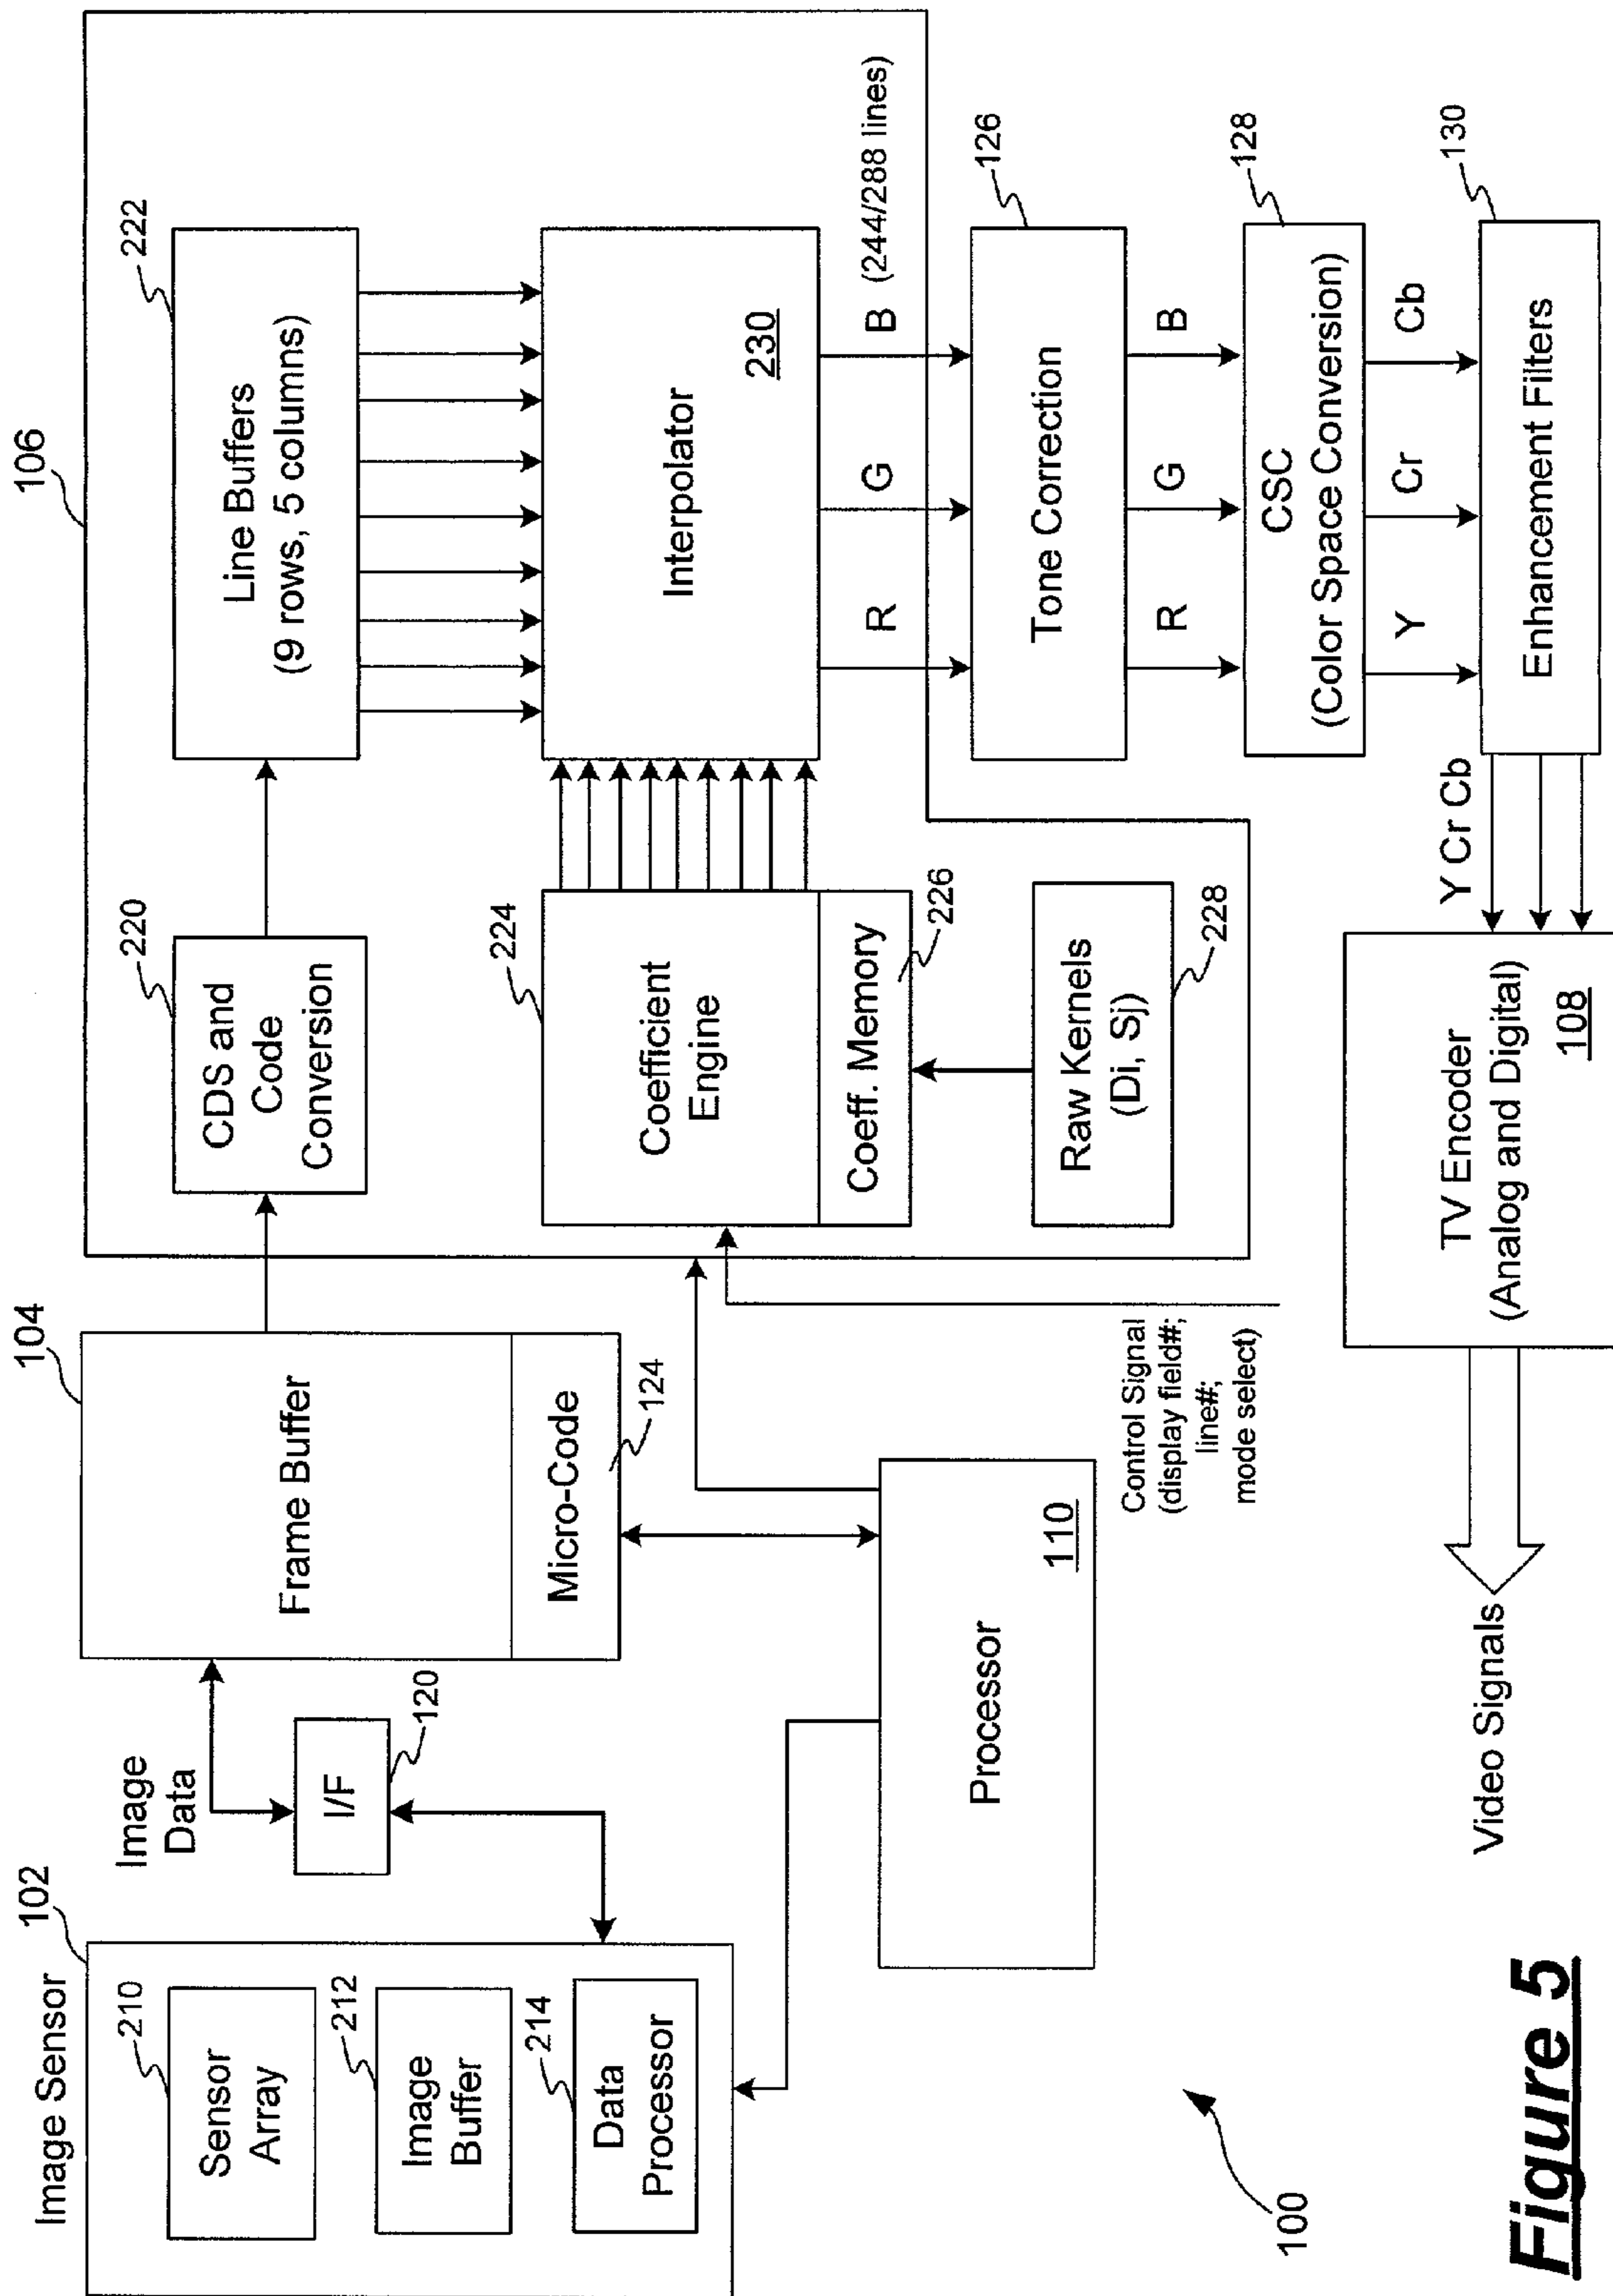 Image Sensor
102
210
Sensor
Array
212
Image
Buffer
214
Data
Processor
Image
Data
I/F
120
104
Frame Buffer
Micro-Code
124
Processor
110
Control Signal
(display field#;
line#;
mode select)
106
220
CDS and
Code
Conversion
222
Line Buffers
(9 rows, 5 columns)
224
Coefficient
Engine
Coeff. Memory
226
Raw Kernels
(Di, Sj)
228
Interpolator
230
R
G
B
(244/288 lines)
Tone Correction
126
R
G
B
CSC
(Color Space Conversion)
128
Y
Cr
Cb
Enhancement Filters
130
Y Cr Cb
TV Encoder
(Analog and Digital)
108
Video Signals
100
Figure 5